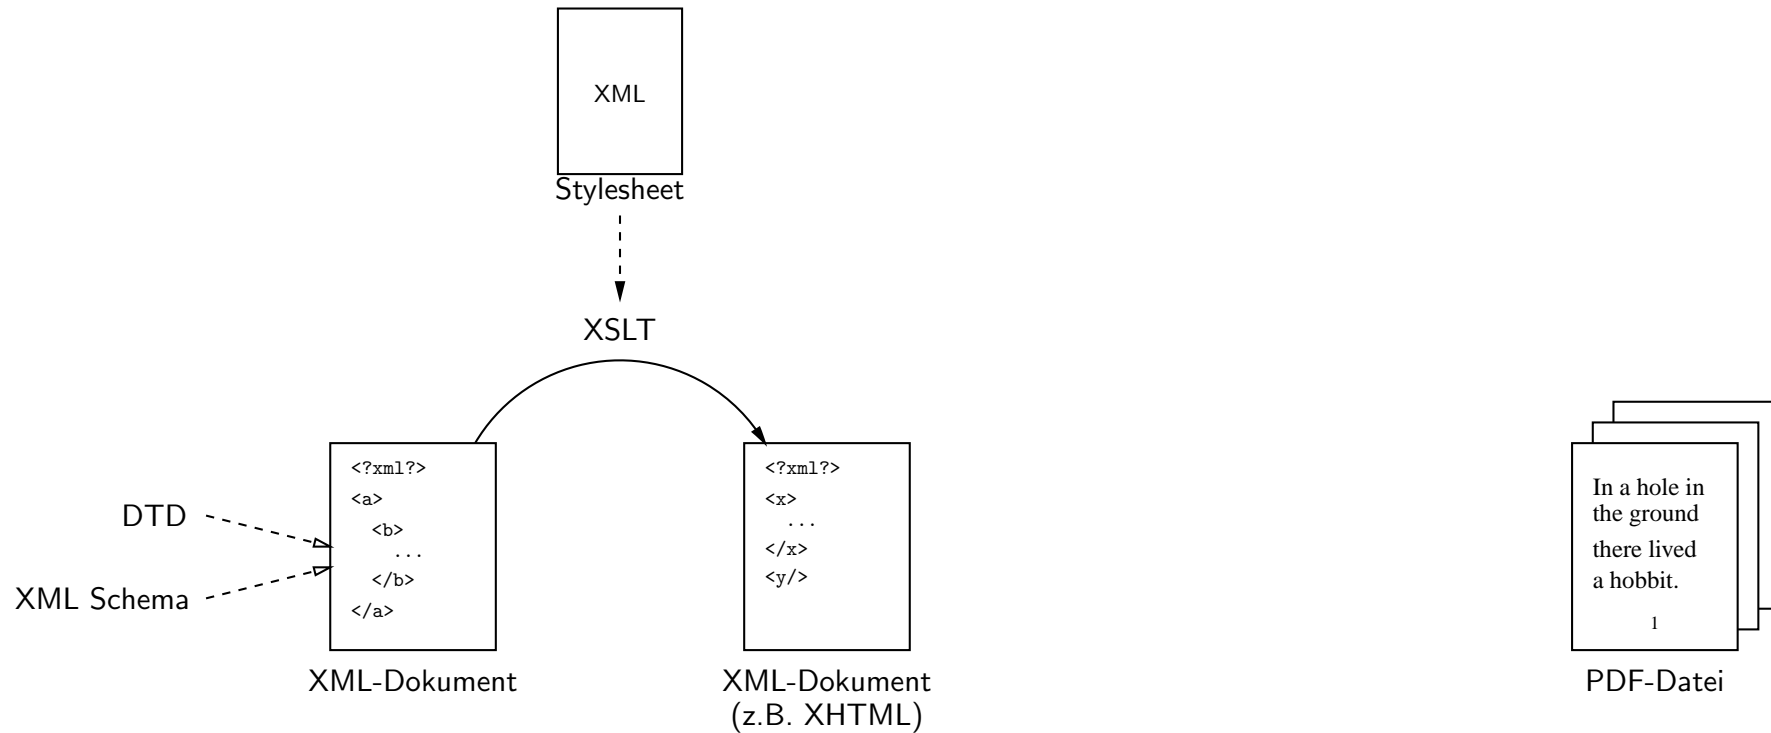 XML
Stylesheet
XSLT
DTD
XML Schema
<?xml?>
<a>
<b>
...
</b>
</a>
XML-Dokument
<?xml?>
<x>
...
</x>
<y/>
XML-Dokument
(z.B. XHTML)
In a hole in
the ground
there lived
a hobbit.
1
PDF-Datei